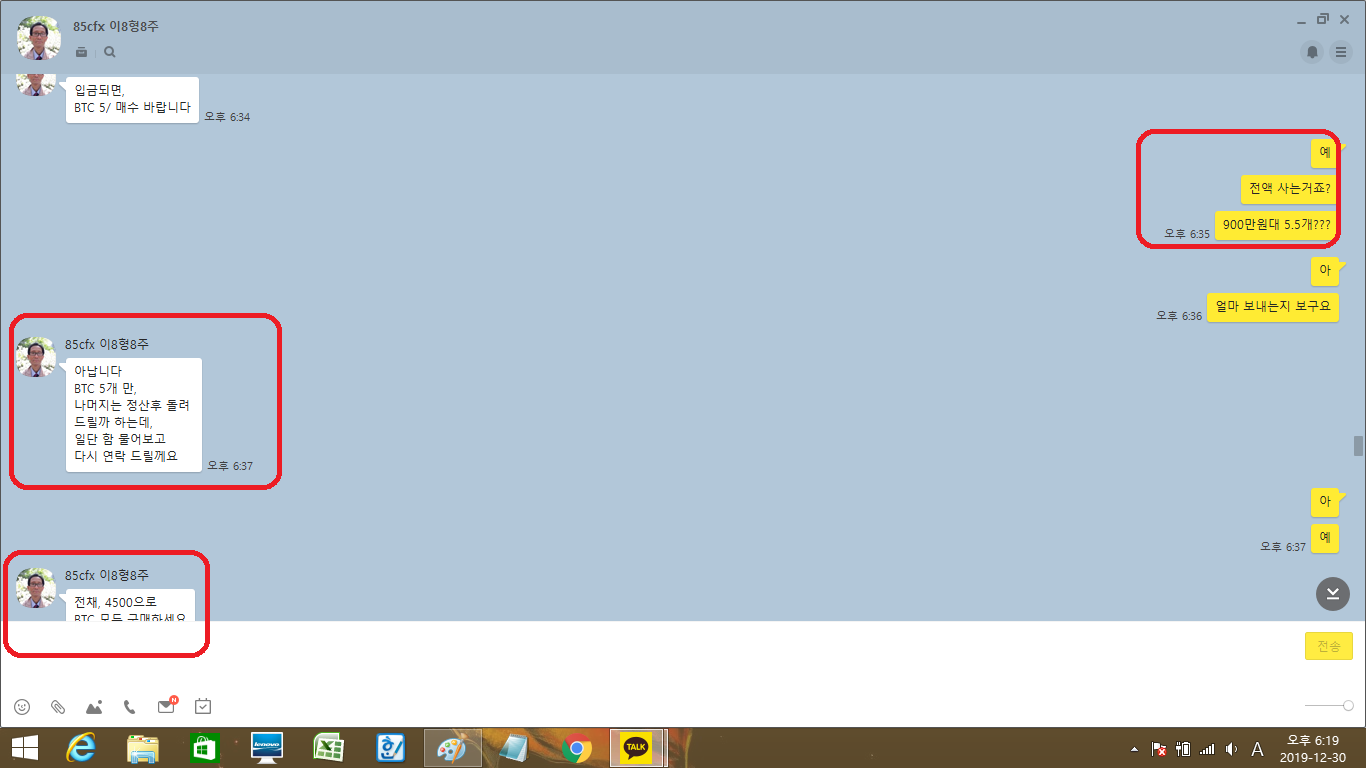 85cfx 이8형8주
입금되면,
BTC 5/ 매수 바랍니다
오후 6:34
예
전액 사는거죠?
900만원대 5.5개???
오후 6:35
아
얼마 보내는지 보구요
오후 6:36
85cfx 이8형8주
아납니다
BTC 5개 만,
나머지는 정산후 돌려
드릴까 하는데,
일단 함 물어보고
다시 연락 드릴께요
오후 6:37
아
예
오후 6:37
85cfx 이8형8주
전채, 4500으로
BTC 모두 구매하세요
전송
N
lenovo
TALK
A
오후 6:19
2019-12-30